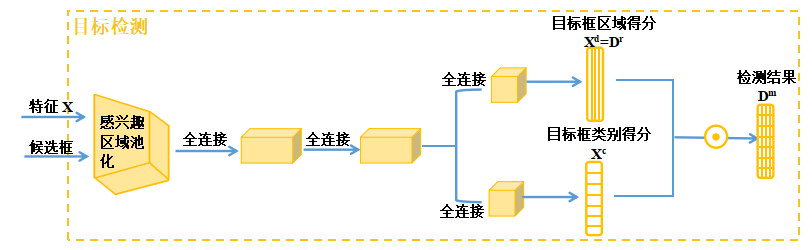 目标检测
特征 X
候选框
感兴趣
区域池
化
全连接
全连接
全连接
目标框区域得分
Xᵈ=Dʳ
全连接
目标框类别得分
Xᶜ
检测结果
Dᵐ